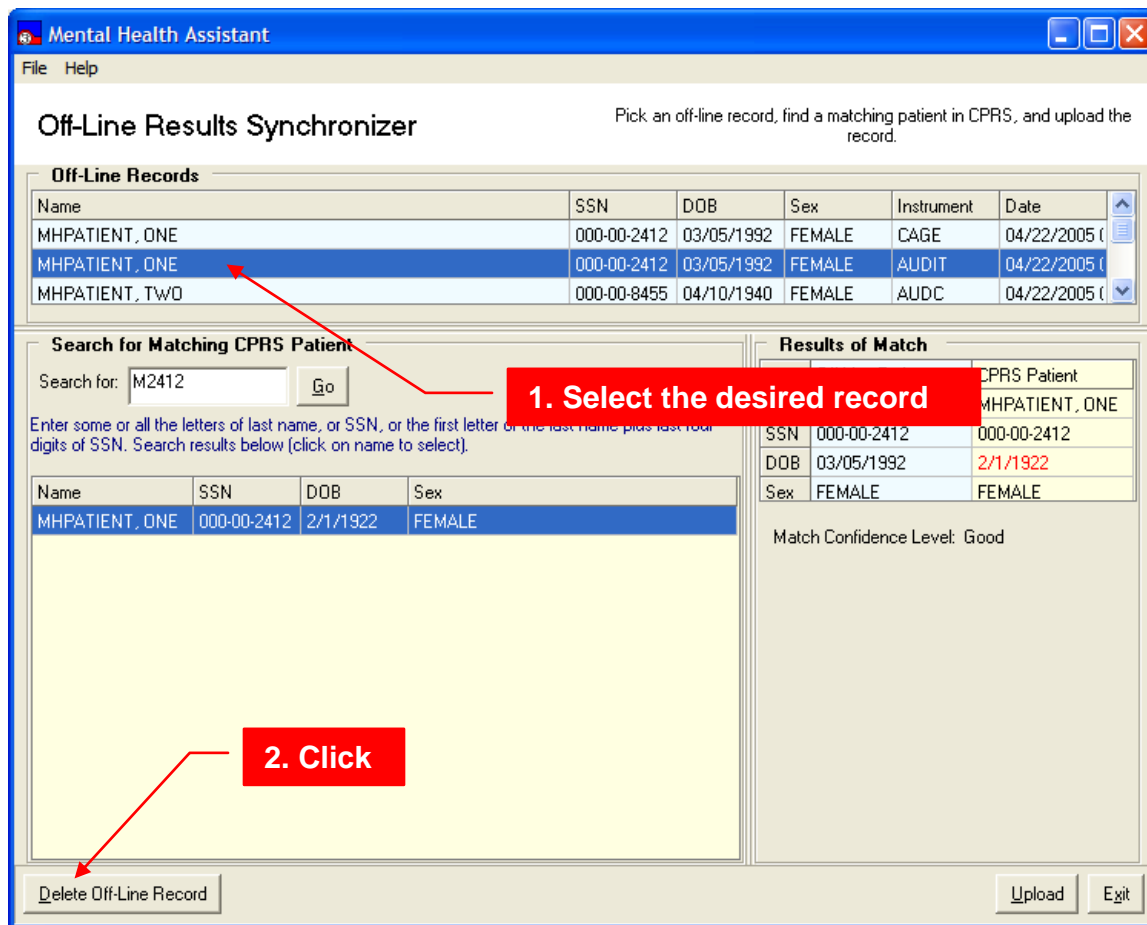 Mental Health Assistant
File Help
Off-Line Results Synchronizer
Pick an off-line record, find a matching patient in CPRS, and upload the
record.
Off-Line Records
Name SSN DOB Sex Instrument Date
MHPATIENT, ONE 000-00-2412 03/05/1992 FEMALE CAGE 04/22/2005 (
MHPATIENT, ONE 000-00-2412 03/05/1992 FEMALE AUDIT 04/22/2005 (
MHPATIENT, TWO 000-00-8455 04/10/1940 FEMALE AUDC 04/22/2005 (
Search for Matching CPRS Patient
Search for: M2412 Go
Enter some or all the letters of last name, or SSN, or the first letter of the last name plus last four
digits of SSN. Search results below (click on name to select).
Name SSN DOB Sex
MHPATIENT, ONE 000-00-2412 2/1/1922 FEMALE
Results of Match
CPRS Patient
MHPATIENT, ONE
SSN 000-00-2412 000-00-2412
DOB 03/05/1992 2/1/1922
Sex FEMALE FEMALE
Match Confidence Level: Good
1. Select the desired record
2. Click
Delete Off-Line Record
Upload Exit